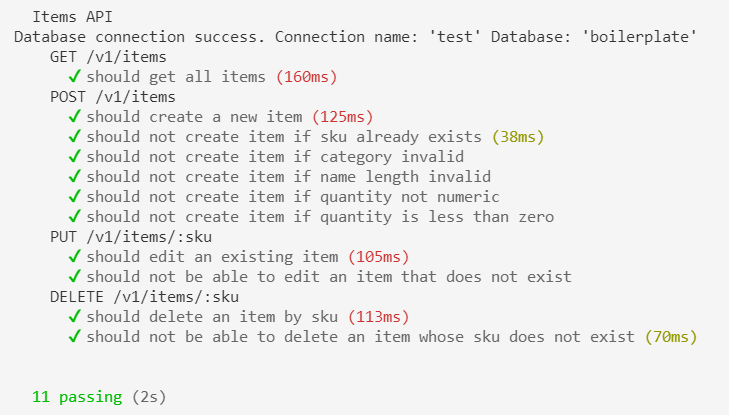 Items API
Database connection success. Connection name: 'test' Database: 'boilerplate'
GET /v1/items
✓ should get all items (160ms)
POST /v1/items
✓ should create a new item (125ms)
✓ should not create item if sku already exists (38ms)
✓ should not create item if category invalid
✓ should not create item if name length invalid
✓ should not create item if quantity not numeric
✓ should not create item if quantity is less than zero
PUT /v1/items/:sku
✓ should edit an existing item (105ms)
✓ should not be able to edit an item that does not exist
DELETE /v1/items/:sku
✓ should delete an item by sku (113ms)
✓ should not be able to delete an item whose sku does not exist (70ms)
11 passing (2s)